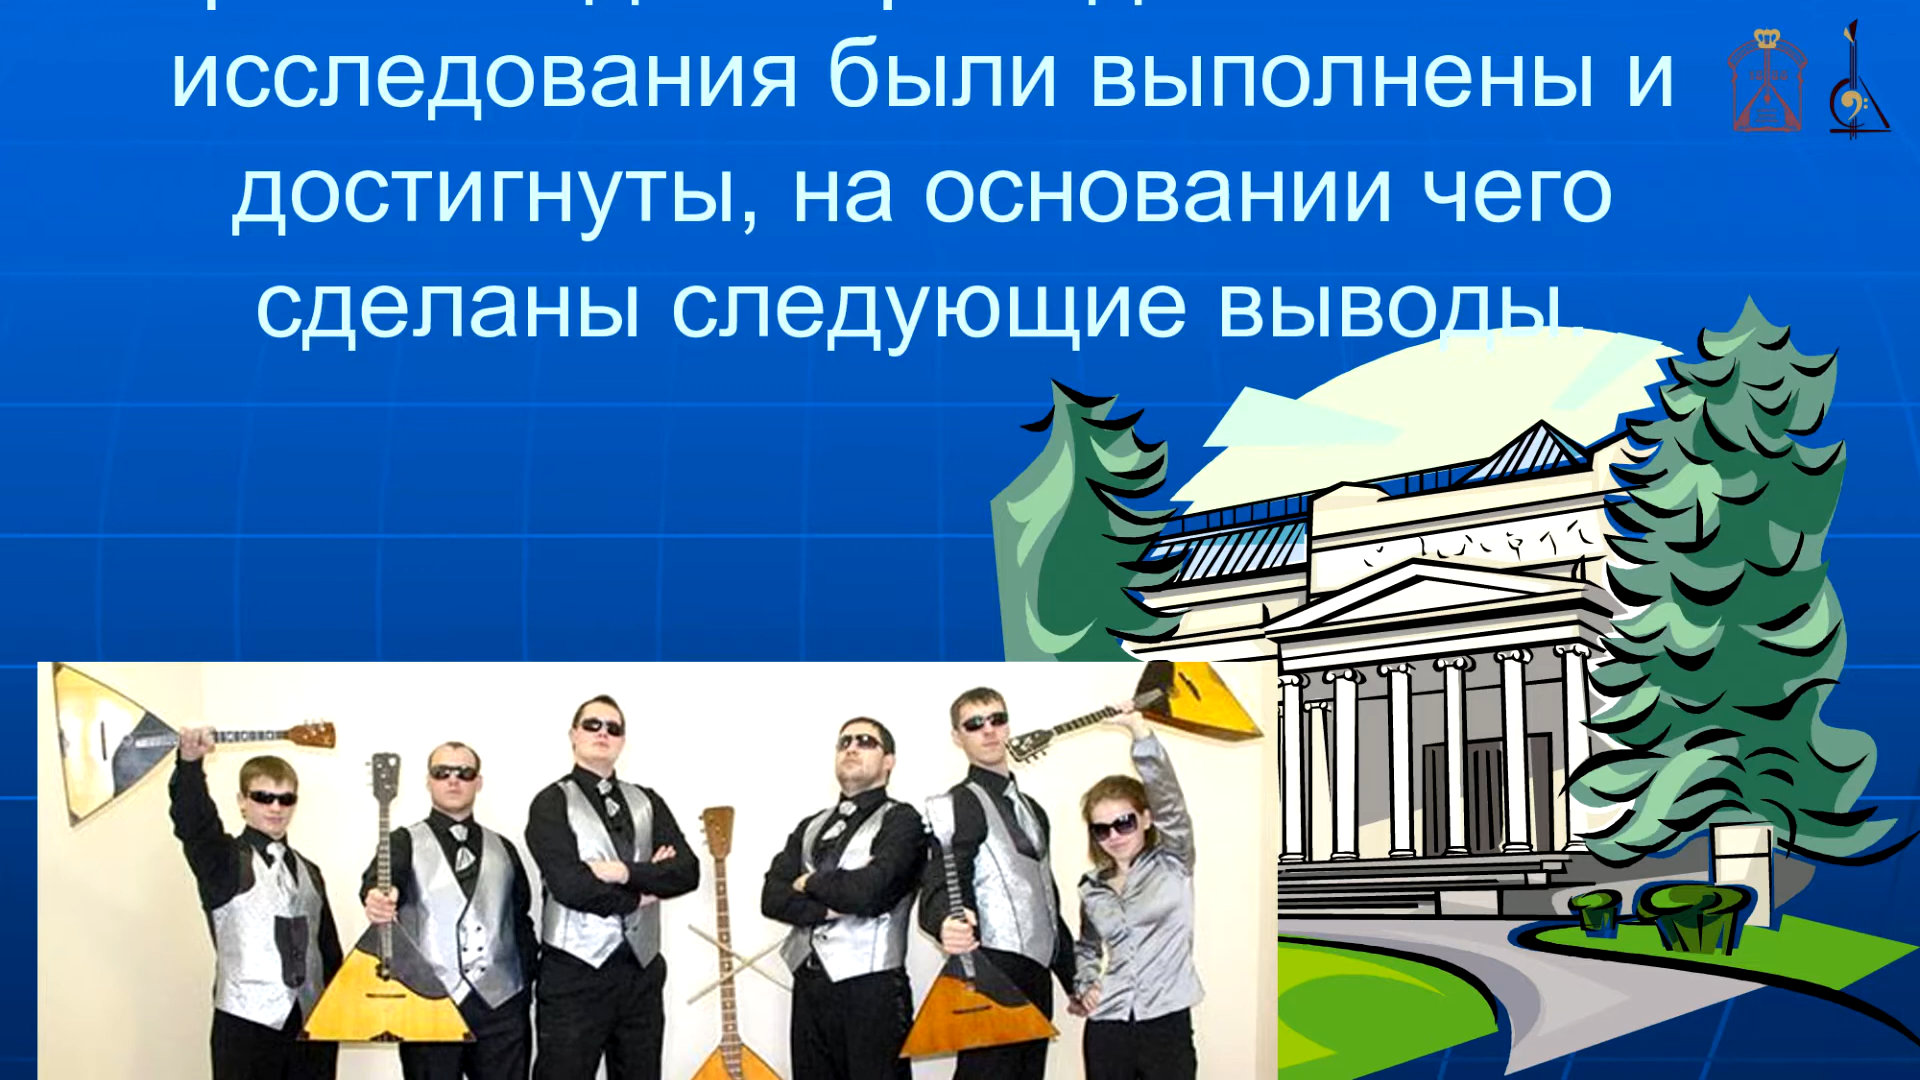 исследования были выполнены и
достигнуты, на основании чего
сделаны следующие выводы.